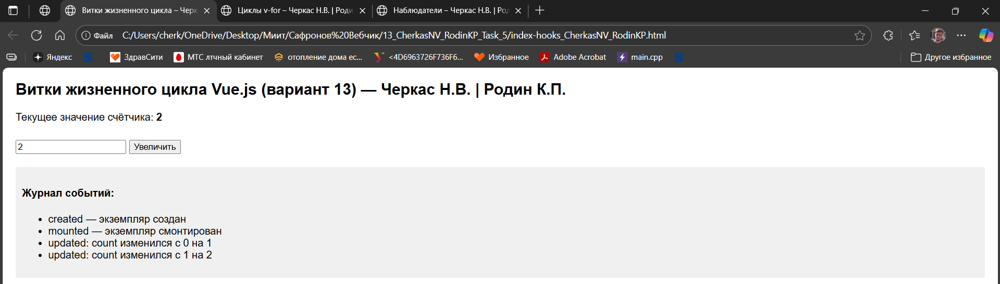 Витки жизненного цикла – Черк
Циклы v-for – Черкас Н.В. | Роди
Наблюдатели – Черкас Н.В. | Род
Файл
C:/Users/cherk/OneDrive/Desktop/Миит/Сафронов%20Вебчик/13_CherkasNV_RodinKP_Task_5/index-hooks_CherkasNV_RodinKP.html
Яндекс
ЗдравСити
МТС лтчный кабинет
отопление дома ес...
<4D6963726F736F6...
Избранное
Adobe Acrobat
main.cpp
Другое избранное
Витки жизненного цикла Vue.js (вариант 13) — Черкас Н.В. | Родин К.П.
Текущее значение счётчика: 2
2
Увеличить
Журнал событий:
• created — экземпляр создан
• mounted — экземпляр смонтирован
• updated: count изменился с 0 на 1
• updated: count изменился с 1 на 2